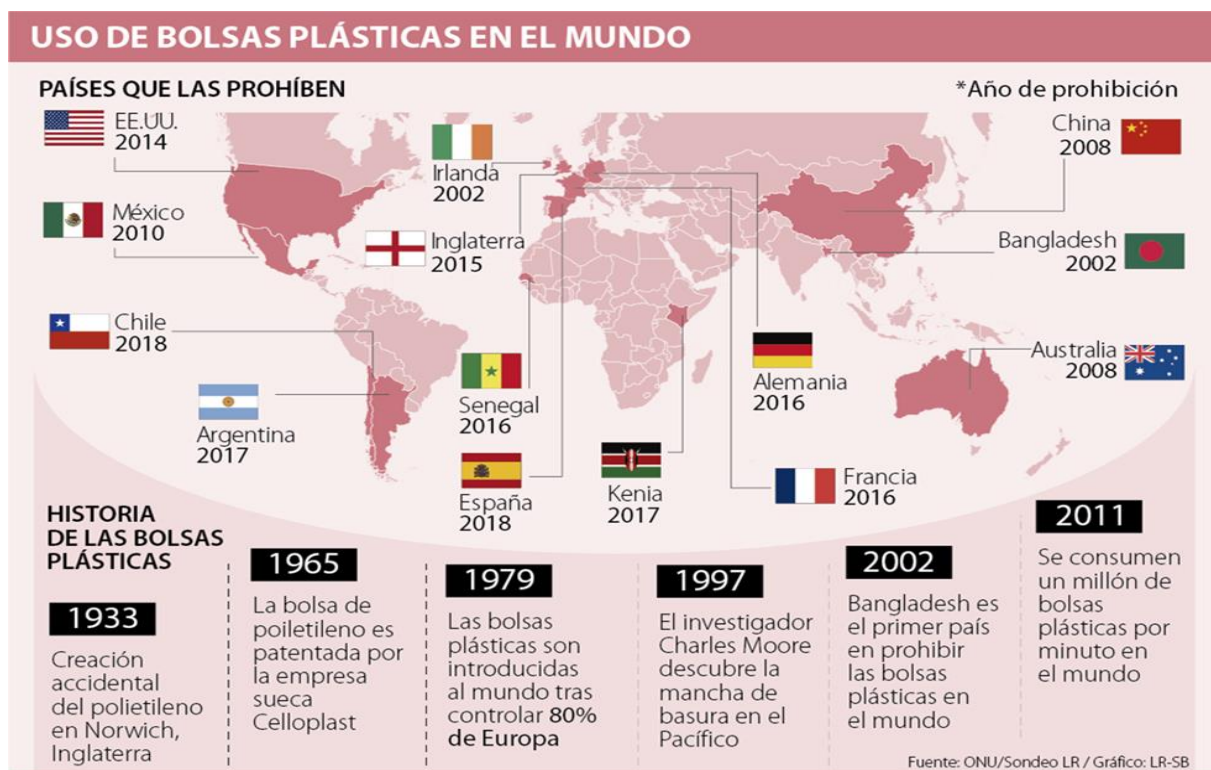 USO DE BOLSAS PLÁSTICAS EN EL MUNDO
PAÍSES QUE LAS PROHÍBEN
*Año de prohibición
EE.UU.
2014
México
2010
Chile
2018
Argentina
2017
Irlanda
2002
Inglaterra
2015
Senegal
2016
España
2018
Kenia
2017
Alemania
2016
Francia
2016
China
2008
Bangladesh
2002
Australia
2008
HISTORIA
DE LAS BOLSAS
PLÁSTICAS
1933
Creación
accidental
del polietileno
en Norwich,
Inglaterra
1965
La bolsa de
poiletileno es
patentada por
la empresa
sueca
Celloplast
1979
Las bolsas
plásticas son
introducidas
al mundo tras
controlar 80%
de Europa
1997
El investigador
Charles Moore
descubre la
mancha de
basura en el
Pacífico
2002
Bangladesh es
el primer país
en prohibir
las bolsas
plásticas en
el mundo
2011
Se consumen
un millón de
bolsas
plásticas por
minuto en
el mundo
Fuente: ONU/Sondeo LR / Gráfico: LR-SB